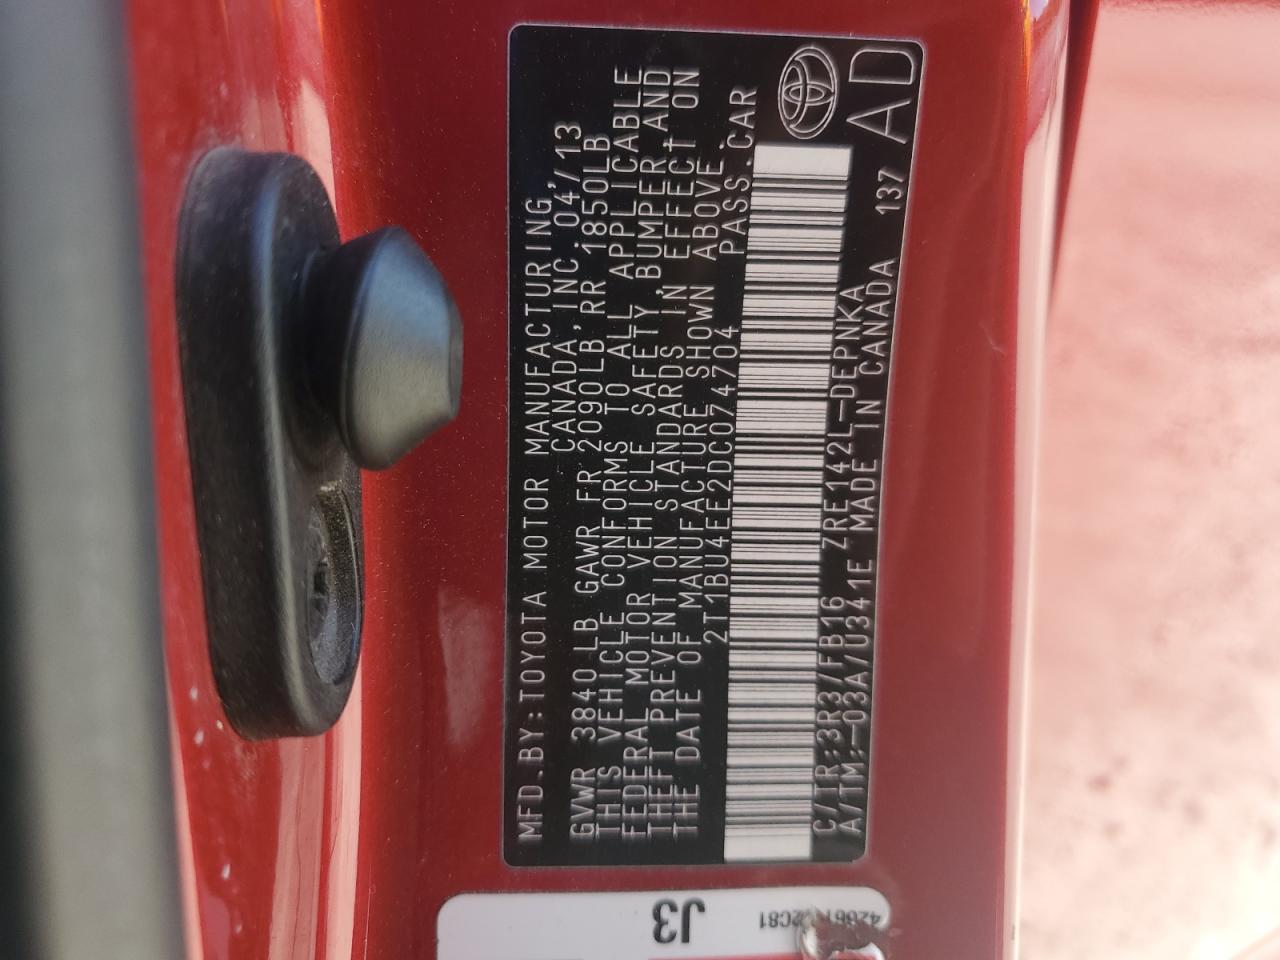 MFD.BY:TOYOTA MOTOR MANUFACTURING,
CANADA,INC.04/13
GVWR 3840LB GAWR FR 2090LB,RR 1850LB
THIS VEHICLE CONFORMS TO ALL APPLICABLE
FEDERAL MOTOR VEHICLE SAFETY,BUMPER,AND
THEFT PREVENTION STANDARDS IN EFFECT ON
THE DATE OF MANUFACTURE SHOWN ABOVE.
2T1BU4EE2DC074704 PASS.CAR
C/TR:3R3/FB16 ZRE142L-DEPNKA
A/TM:-03A/U341E MADE IN CANADA 137
AD
J3